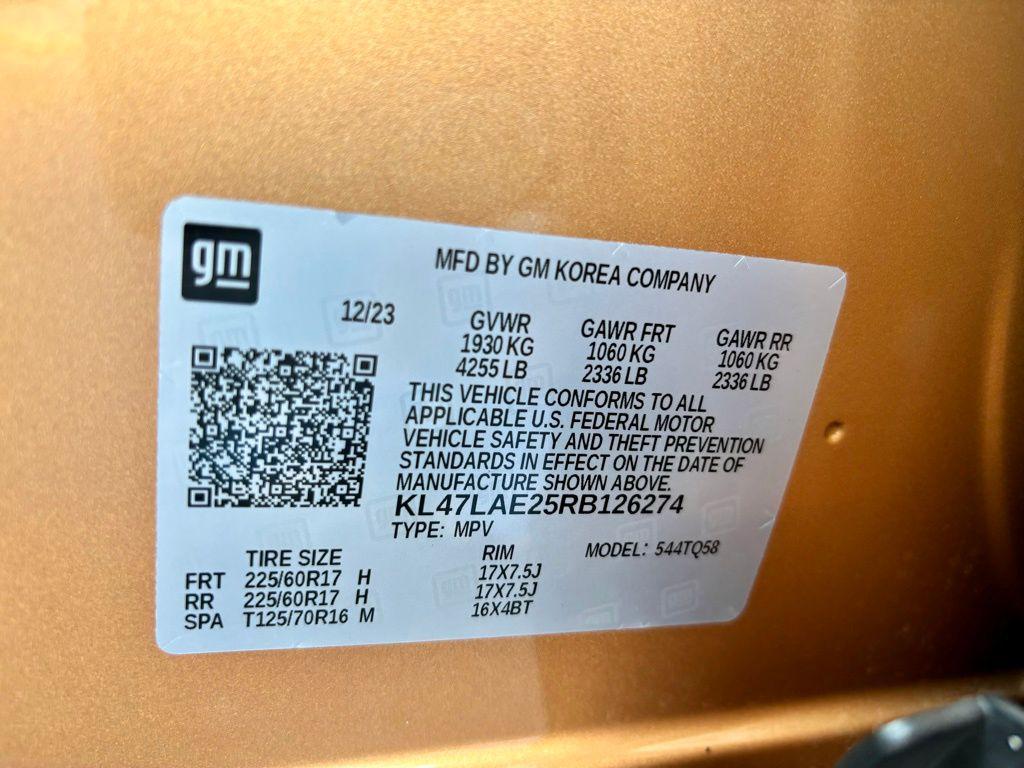 gm
MFD BY GM KOREA COMPANY
12/23
GVWR GAWR FRT GAWR RR
1930 KG 1060 KG 1060 KG
4255 LB 2336 LB 2336 LB
THIS VEHICLE CONFORMS TO ALL
APPLICABLE U.S. FEDERAL MOTOR
VEHICLE SAFETY AND THEFT PREVENTION
STANDARDS IN EFFECT ON THE DATE OF
MANUFACTURE SHOWN ABOVE.
KL47LAE25RB126274
TYPE: MPV
TIRE SIZE RIM MODEL: 544TQ58
FRT 225/60R17 H 17X7.5J
RR 225/60R17 H 17X7.5J
SPA T125/70R16 M 16X4BT